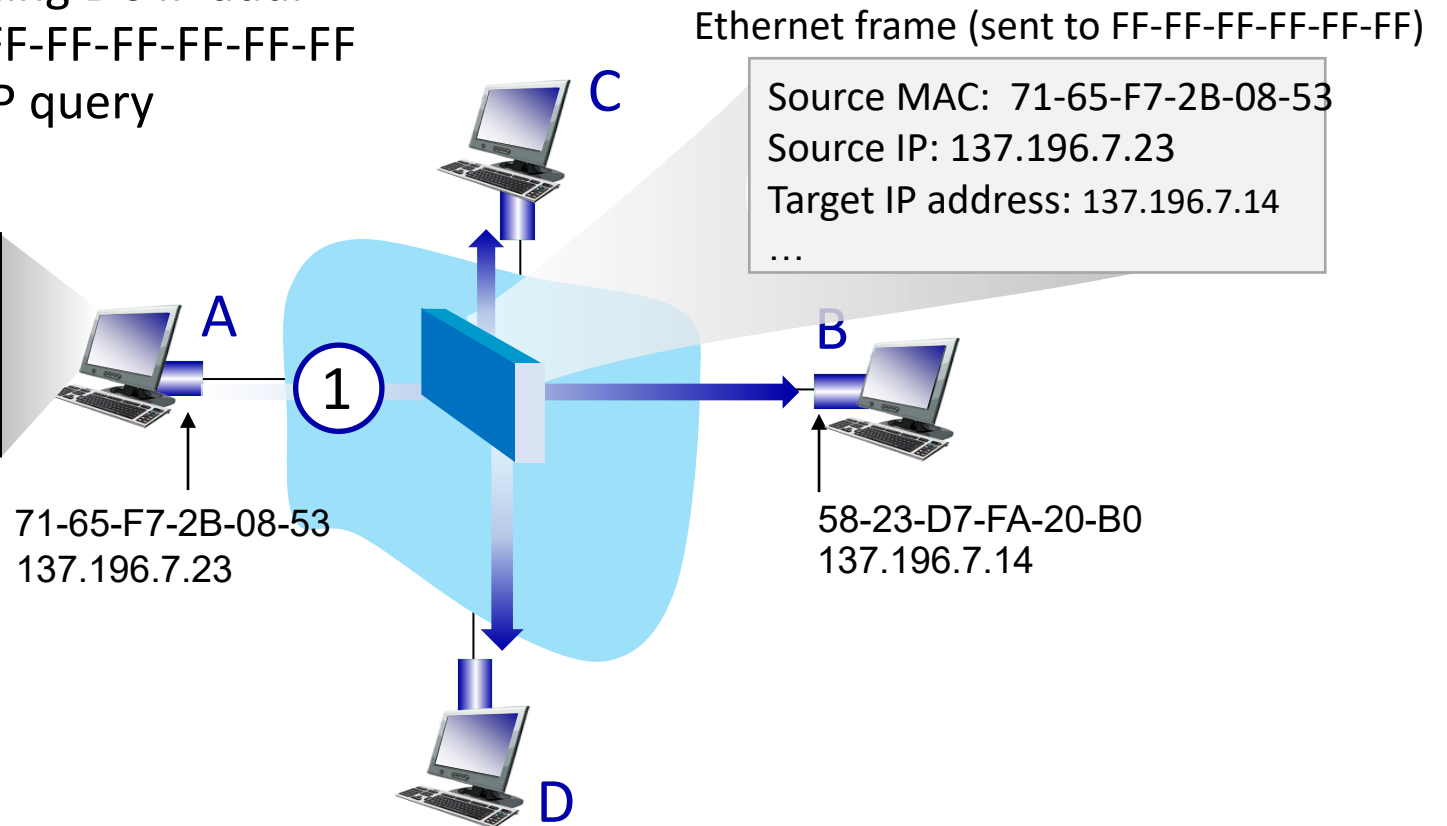 FF-FF-FF-FF-FF-FF
query
Ethernet frame (sent to FF-FF-FF-FF-FF-FF)
Source MAC: 71-65-F7-2B-08-53
Source IP: 137.196.7.23
Target IP address: 137.196.7.14
…
C
A
B
1
71-65-F7-2B-08-53
137.196.7.23
58-23-D7-FA-20-B0
137.196.7.14
D